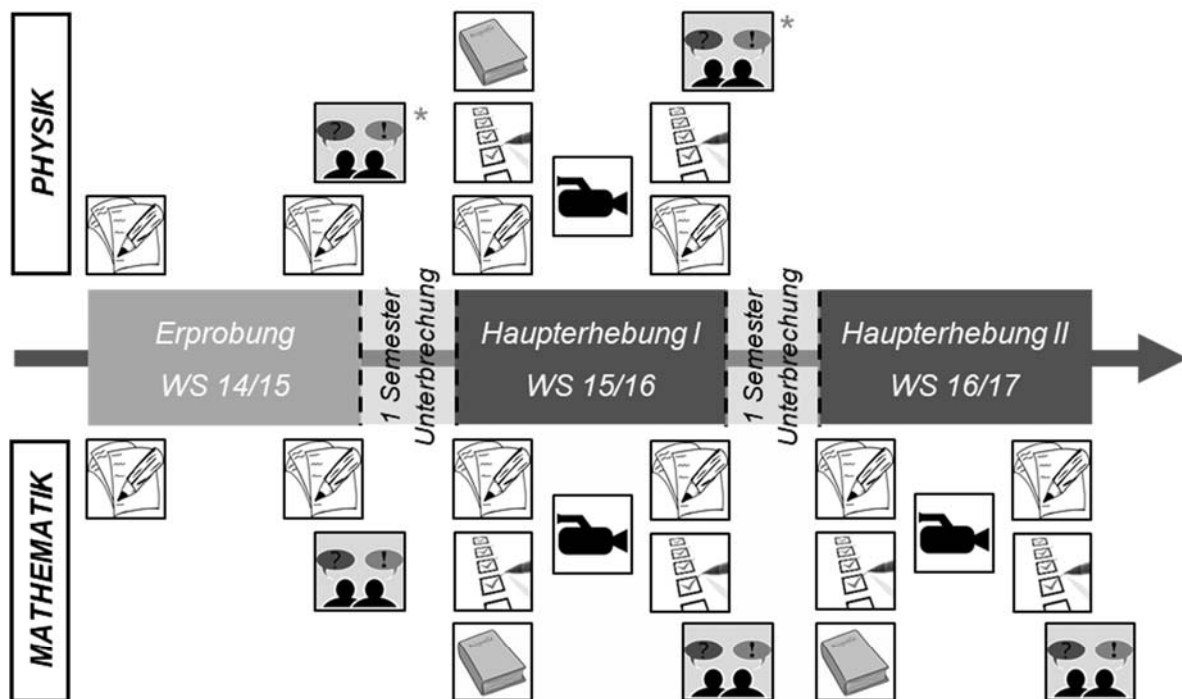 PHYSIK
? !
*
? !
*
Erprobung
WS 14/15
1 Semester
Unterbrechung
Haupterhebung I
WS 15/16
1 Semester
Unterbrechung
Haupterhebung II
WS 16/17
MATHEMATIK
? !
? !
? !